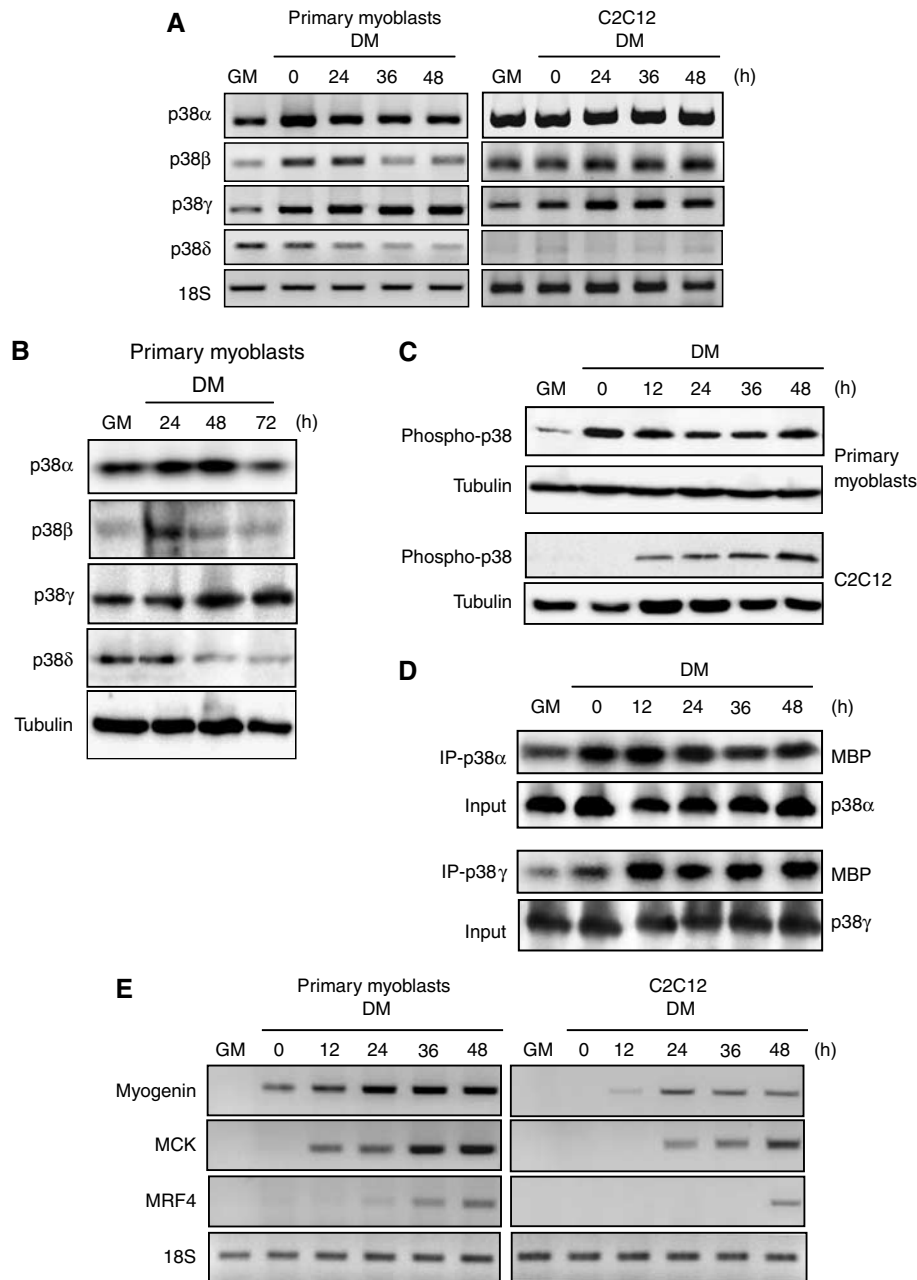 A
Primary myoblasts
DM
C2C12
DM
GM 0 24 36 48 GM 0 24 36 48 (h)
p38α
p38β
p38γ
p38δ
18S
B
Primary myoblasts
DM
GM 24 48 72 (h)
p38α
p38β
p38γ
p38δ
Tubulin
C
DM
GM 0 12 24 36 48 (h)
Phospho-p38
Tubulin
Primary
myoblasts
Phospho-p38
Tubulin
C2C12
D
DM
GM 0 12 24 36 48 (h)
IP-p38α MBP
Input p38α
IP-p38γ MBP
Input p38γ
E
Primary myoblasts
DM
C2C12
DM
GM 0 12 24 36 48 GM 0 12 24 36 48 (h)
Myogenin
MCK
MRF4
18S